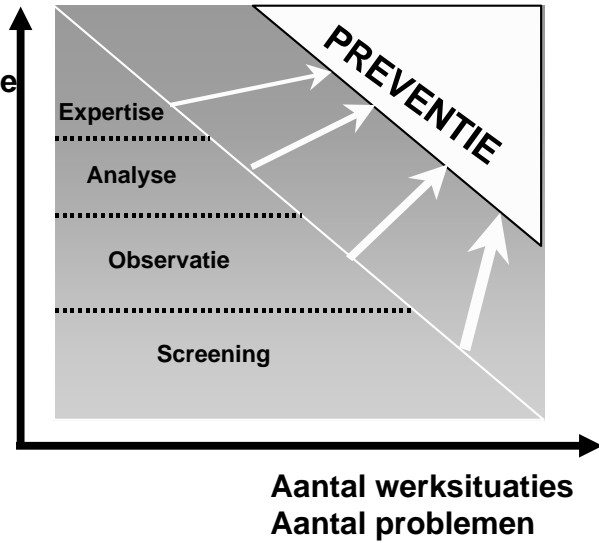 PREVENTIE
e
Expertise
Analyse
Observatie
Screening
Aantal werksituaties
Aantal problemen